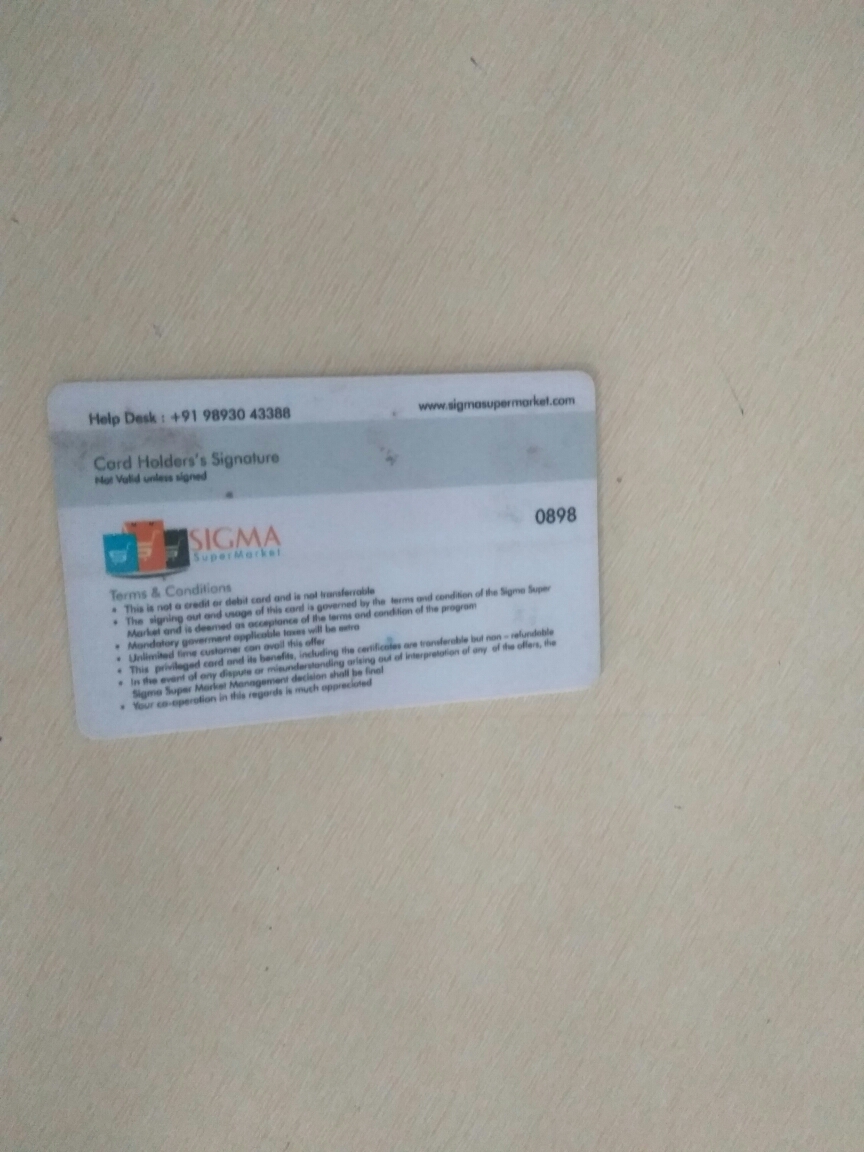 Help Desk : +91 98930 43388
www.sigmasupermarket.com
Card Holders's Signature
Not Valid unless signed
0898
SIGMA
SuperMarket
Terms & Conditions
• This is not a credit or debit card and is not transferrable
• The signing out and usage of this card is governed by the terms and condition of the Sigma Super
Market and is deemed as acceptance of the terms and condition of the program
• Mandatory goverment applicable taxes will be extra
• Unlimited time customer can avail this offer
• This privileged card and its benefits, including the certificates are transferable but non - refundable
• In the event of any dispute or misunderstanding arising out of interpretation of any of the offers, the
Sigma Super Market Management decision shall be final
• Your co-operation in this regards is much appreciated